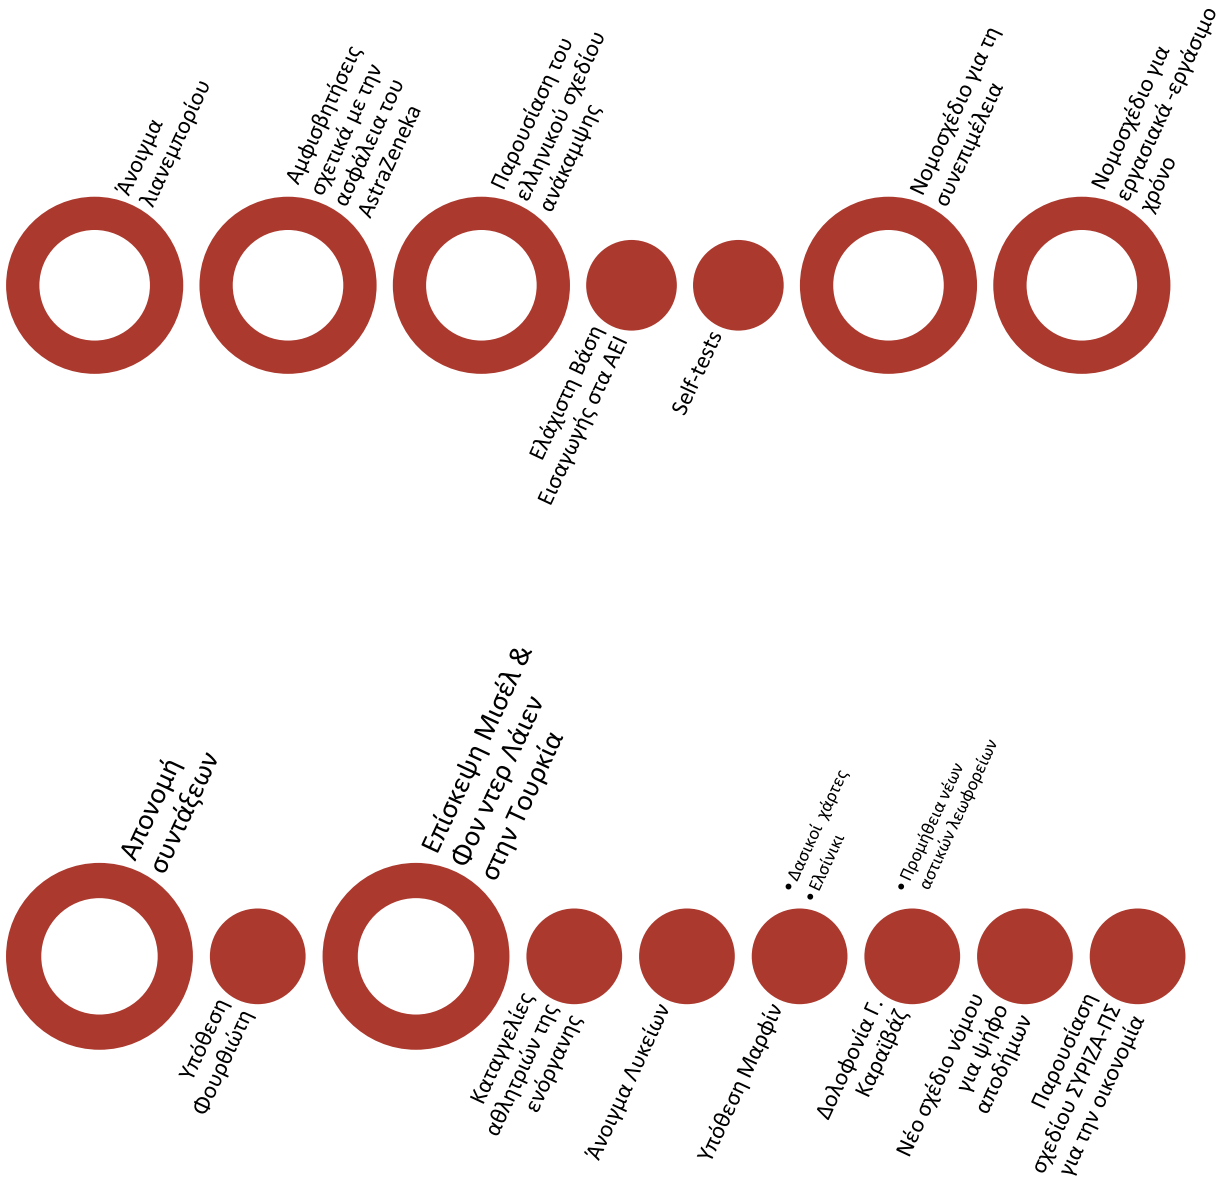 Άνοιγμα
λιανεμπορίου
Αμφισβητήσεις
σχετικά με την
ασφάλεια του
AstraZeneka
Παρουσίαση του
ελληνικού σχεδίου
ανάκαμψης
Ελάχιστη Βάση
Εισαγωγής στα ΑΕΙ
Self-tests
Νομοσχέδιο για τη
συνεπιμέλεια
Νομοσχέδιο για
εργασιακά -εργάσιμο
χρόνο
Απονομή
συντάξεων
Υπόθεση
Φουρθιώτη
Επίσκεψη Μισέλ &
Φον ντερ Λάιεν
στην Τουρκία
Καταγγελίες
αθλητριών της
ενόργανης
Άνοιγμα Λυκείων
• Δασικοί χάρτες
• Ελσίνικι
Υπόθεση Μαρφίν
• Προμήθεια νέων
αστικών λεωφορείων
Δολοφονία Γ.
Καραϊβάζ
Νέο σχέδιο νόμου
για ψήφο
αποδήμων
Παρουσίαση
σχεδίου ΣΥΡΙΖΑ-ΠΣ
για την οικονομία